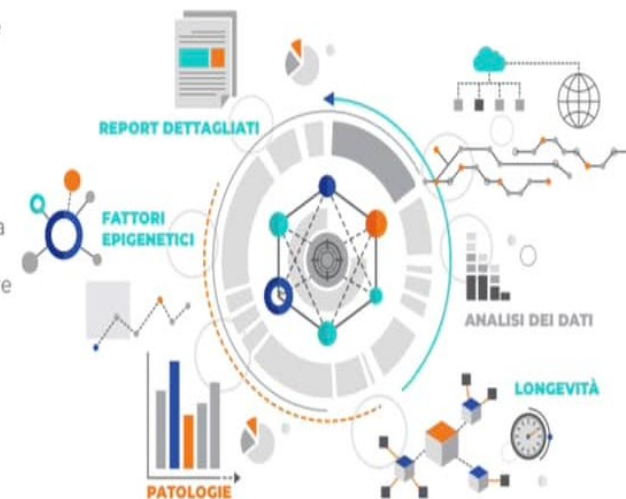 REPORT DETTAGLIATI
FATTORI
EPIGENETICI
ANALISI DEI DATI
LONGEVITÀ
PATOLOGIE